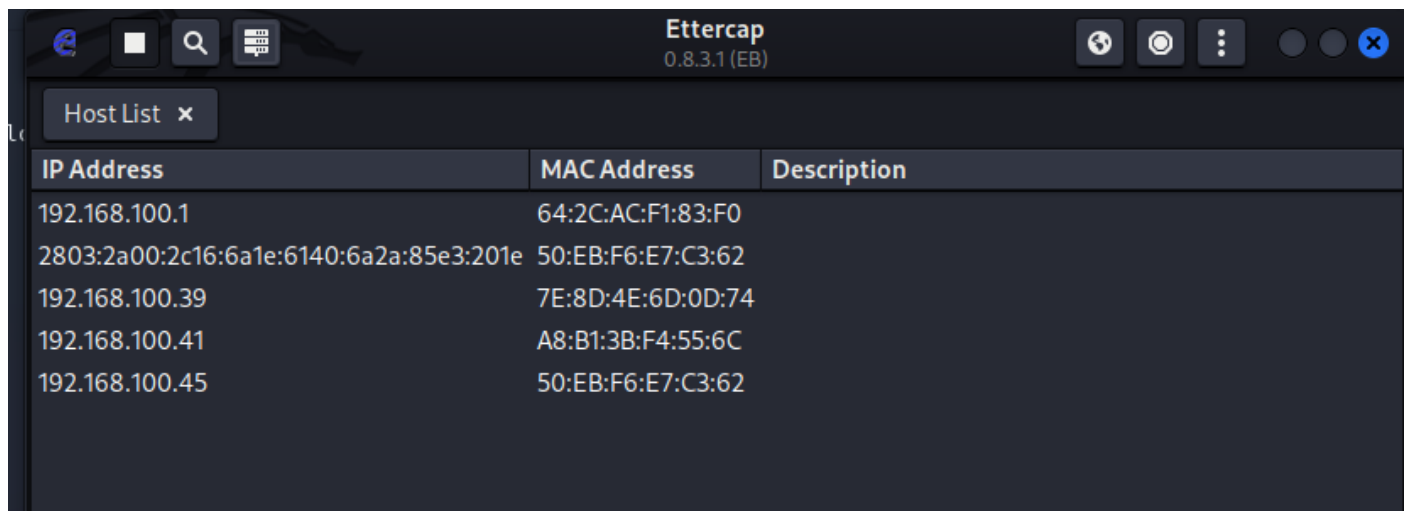 Ettercap
0.8.3.1 (EB)
Host List ×
IP Address MAC Address Description
192.168.100.1 64:2C:AC:F1:83:F0
2803:2a00:2c16:6a1e:6140:6a2a:85e3:201e 50:EB:F6:E7:C3:62
192.168.100.39 7E:8D:4E:6D:0D:74
192.168.100.41 A8:B1:3B:F4:55:6C
192.168.100.45 50:EB:F6:E7:C3:62